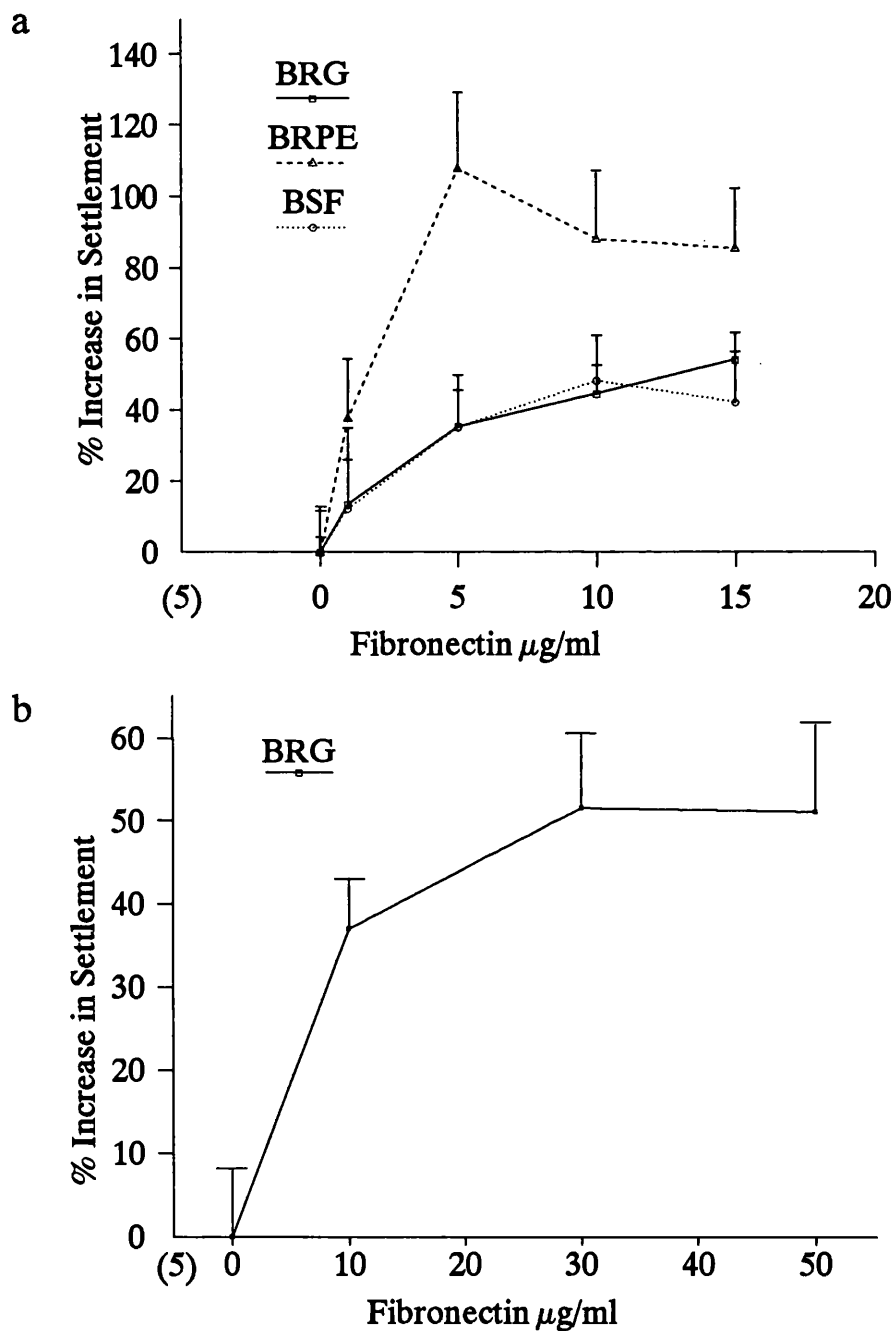 a
140
120
100
80
60
40
20
0
% Increase in Settlement
BRG
BRPE
BSF
(5) 0 5 10 15 20
Fibronectin μg/ml
b
60
50
40
30
20
10
0
% Increase in Settlement
BRG
(5) 0 10 20 30 40 50
Fibronectin μg/ml